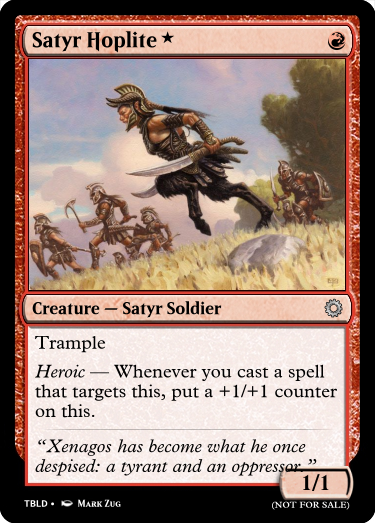 Satyr Hoplite ★
Creature — Satyr Soldier
Trample
Heroic — Whenever you cast a spell
that targets this, put a +1/+1 counter
on this.
“Xenagos has become what he once
despised: a tyrant and an oppressor.”
1/1
TBLD • Mark Zug
(NOT FOR SALE)